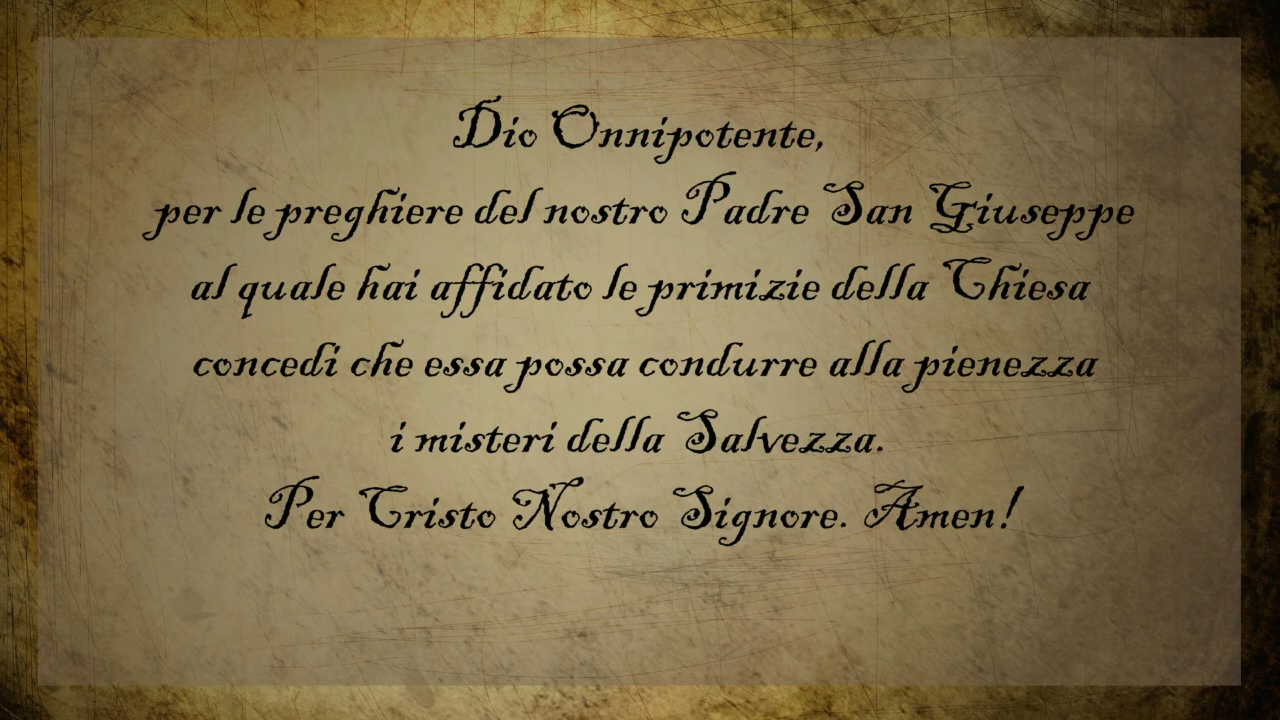 Dio Onnipotente,
per le preghiere del nostro Padre San Giuseppe
al quale hai affidato le primizie della Chiesa
concedi che essa possa condurre alla pienezza
i misteri della Salvezza.
Per Cristo Nostro Signore. Amen!